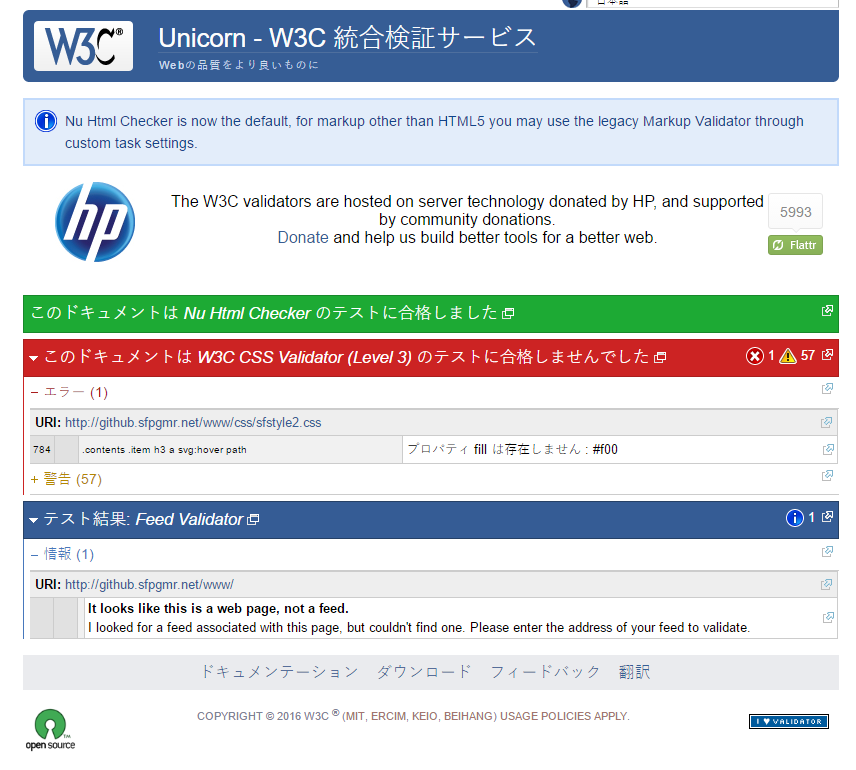 日本語
W3C®
Unicorn - W3C 統合検証サービス
Webの品質をより良いものに
Nu Html Checker is now the default, for markup other than HTML5 you may use the legacy Markup Validator through
custom task settings.
hp
The W3C validators are hosted on server technology donated by HP, and supported
by community donations.
Donate and help us build better tools for a better web.
5993
Flattr
このドキュメントは Nu Html Checker のテストに合格しました
このドキュメントは W3C CSS Validator (Level 3) のテストに合格しませんでした 1 57
− エラー (1)
URI: http://github.sfpgmr.net/www/css/sfstyle2.css
784 .contents .item h3 a svg:hover path プロパティ fill は存在しません : #f00
+ 警告 (57)
テスト結果: Feed Validator 1
− 情報 (1)
URI: http://github.sfpgmr.net/www/
It looks like this is a web page, not a feed.
I looked for a feed associated with this page, but couldn't find one. Please enter the address of your feed to validate.
ドキュメンテーション ダウンロード フィードバック 翻訳
COPYRIGHT © 2016 W3C ® (MIT, ERCIM, KEIO, BEIHANG) USAGE POLICIES APPLY.
I ♥ VALIDATOR
open source™